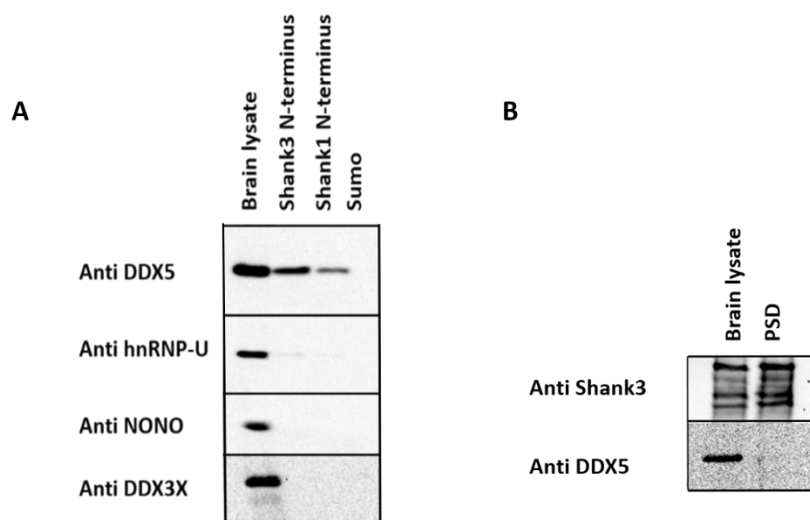 A
Brain lysate
Shank3 N-terminus
Shank1 N-terminus
Sumo
Anti DDX5
Anti hnRNP-U
Anti NONO
Anti DDX3X
B
Brain lysate
PSD
Anti Shank3
Anti DDX5